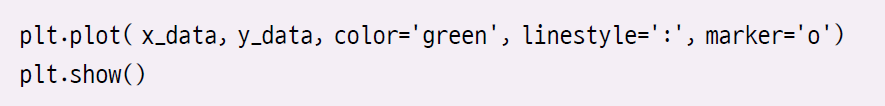 plt.plot( x_data, y_data, color='green', linestyle=':', marker='o')
plt.show()